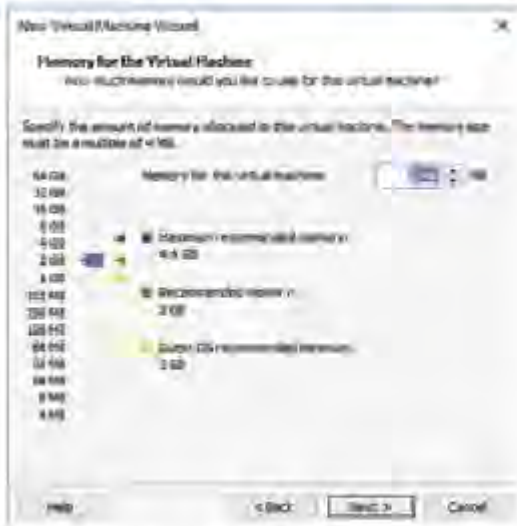 New Virtual Machine Wizard
Memory for the Virtual Machine
How much memory would you like to use for this virtual machine?
Specify the amount of memory allocated to this virtual machine. The memory size
must be a multiple of 4 MB.
Memory for this virtual machine: MB
64 GB
32 GB
16 GB
8 GB
4 GB
2 GB
1 GB
512 MB
256 MB
128 MB
64 MB
32 MB
16 MB
8 MB
4 MB
Maximum recommended memory:
Recommended memory:
2 GB
Guest OS recommended minimum:
Help
< Back
Next >
Cancel